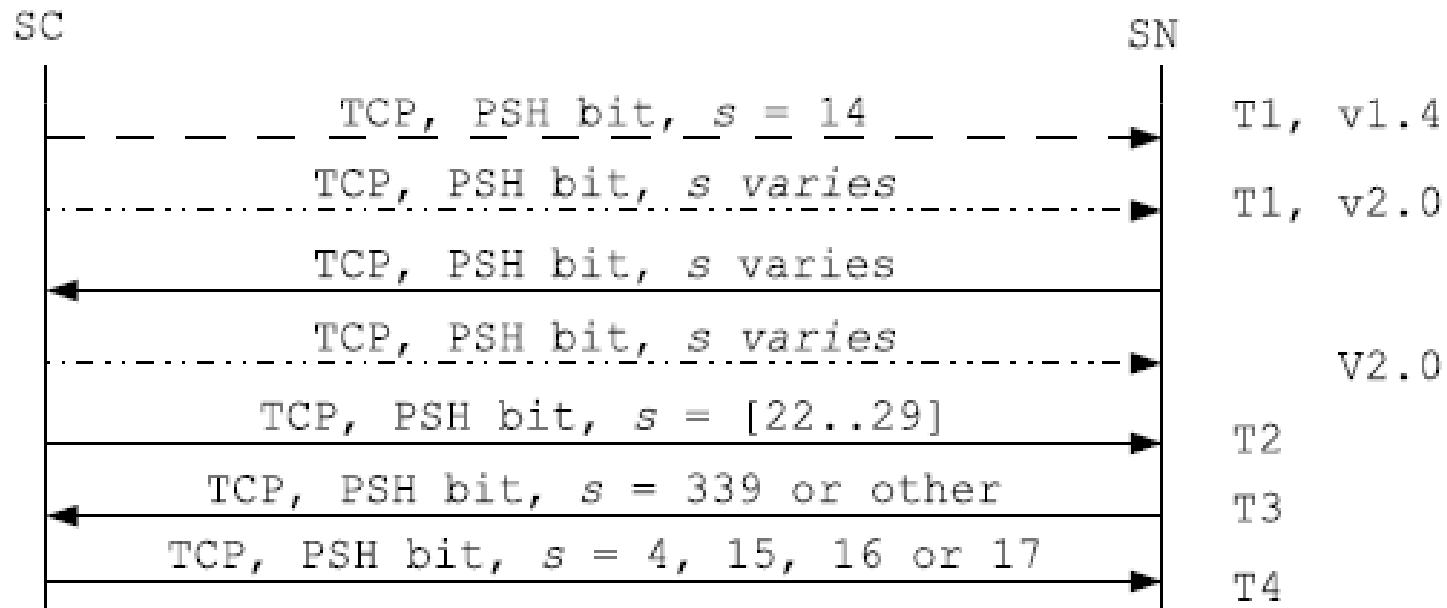 SC
SN
TCP, PSH bit, s = 14
T1, v1.4
TCP, PSH bit, s varies
T1, v2.0
TCP, PSH bit, s varies
TCP, PSH bit, s varies
V2.0
TCP, PSH bit, s = [22..29]
T2
TCP, PSH bit, s = 339 or other
T3
TCP, PSH bit, s = 4, 15, 16 or 17
T4